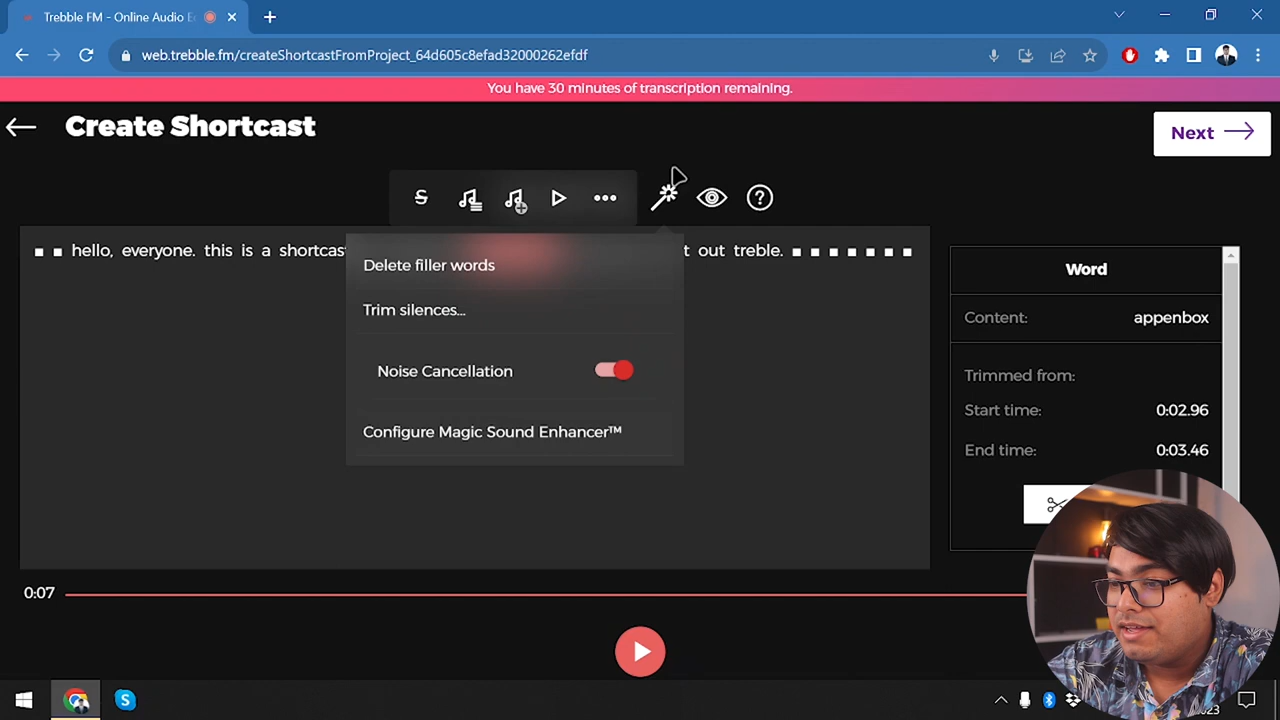 Trebble FM - Online Audio E
web.trebble.fm/createShortcastFromProject_64d605c8efad32000262efdf
You have 30 minutes of transcription remaining.
Create Shortcast
Next
S
hello, everyone. this is a shortcas
t out treble.
Delete filler words
Trim silences...
Noise Cancellation
Configure Magic Sound Enhancer™
Word
Content: appenbox
Trimmed from:
Start time: 0:02.96
End time: 0:03.46
0:07